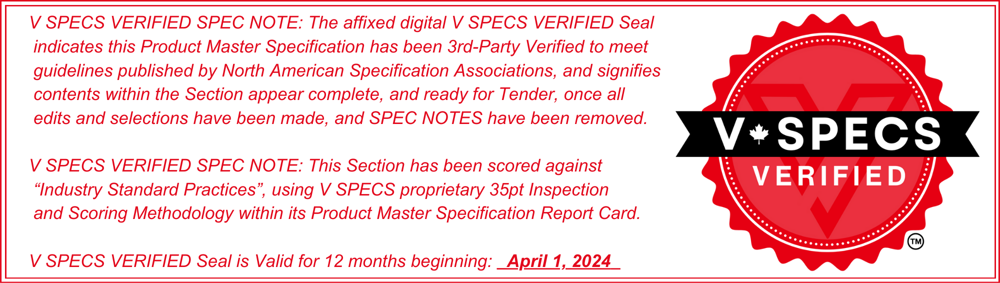 V SPECS VERIFIED SPEC NOTE: The affixed digital V SPECS VERIFIED Seal
indicates this Product Master Specification has been 3rd-Party Verified to meet
guidelines published by North American Specification Associations, and signifies
contents within the Section appear complete, and ready for Tender, once all
edits and selections have been made, and SPEC NOTES have been removed.
V SPECS VERIFIED SPEC NOTE: This Section has been scored against
“Industry Standard Practices”, using V SPECS proprietary 35pt Inspection
and Scoring Methodology within its Product Master Specification Report Card.
V SPECS VERIFIED Seal is Valid for 12 months beginning: April 1, 2024
V SPECS
VERIFIED
TM